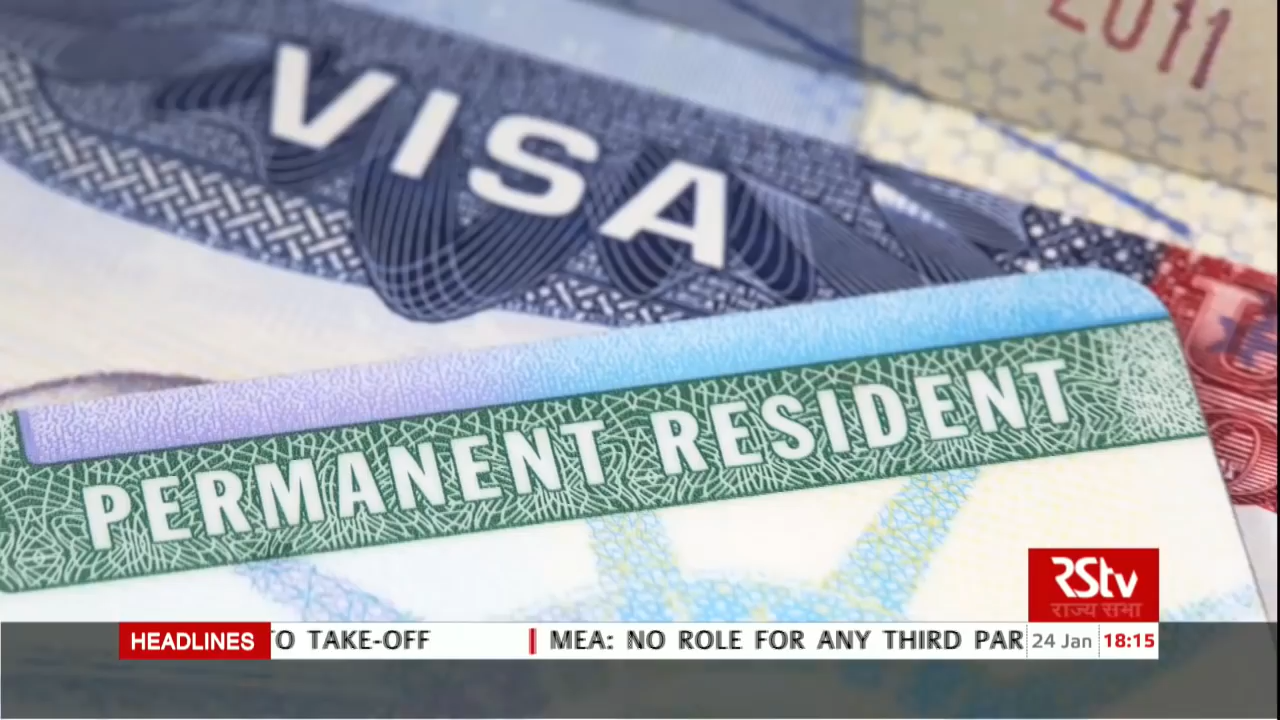 2011
VISA
PERMANENT RESIDENT
RStv
राज्य सभा
HEADLINES
TO TAKE-OFF
MEA: NO ROLE FOR ANY THIRD PAR
24 Jan
18:15